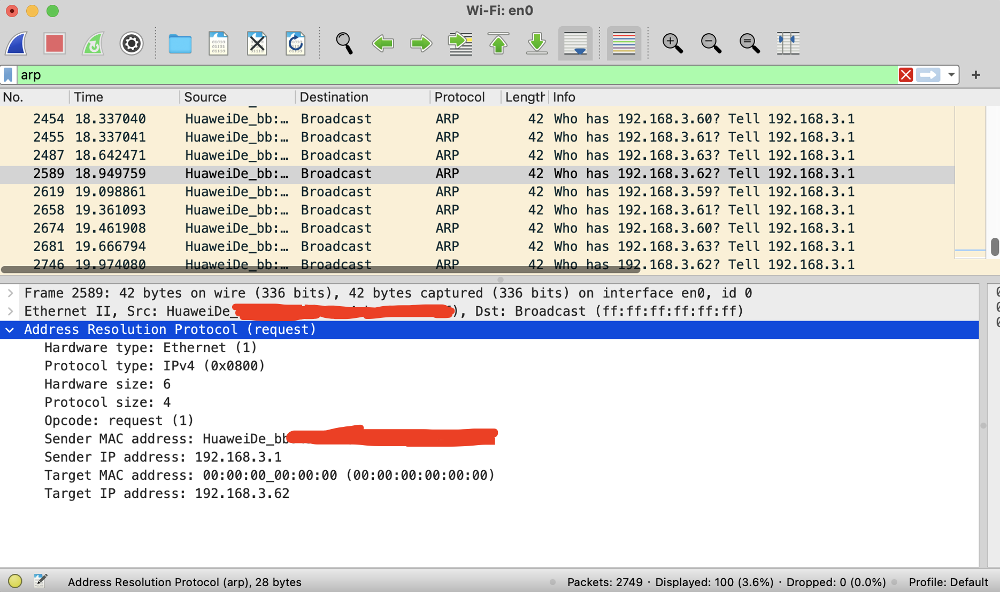 Wi-Fi: en0
arp
No. Time Source Destination Protocol Length Info
2454 18.337040 HuaweiDe_bb:… Broadcast ARP 42 Who has 192.168.3.60? Tell 192.168.3.1
2455 18.337041 HuaweiDe_bb:… Broadcast ARP 42 Who has 192.168.3.61? Tell 192.168.3.1
2487 18.642471 HuaweiDe_bb:… Broadcast ARP 42 Who has 192.168.3.63? Tell 192.168.3.1
2589 18.949759 HuaweiDe_bb:… Broadcast ARP 42 Who has 192.168.3.62? Tell 192.168.3.1
2619 19.098861 HuaweiDe_bb:… Broadcast ARP 42 Who has 192.168.3.59? Tell 192.168.3.1
2658 19.361093 HuaweiDe_bb:… Broadcast ARP 42 Who has 192.168.3.61? Tell 192.168.3.1
2674 19.461908 HuaweiDe_bb:… Broadcast ARP 42 Who has 192.168.3.60? Tell 192.168.3.1
2681 19.666794 HuaweiDe_bb:… Broadcast ARP 42 Who has 192.168.3.63? Tell 192.168.3.1
2746 19.974080 HuaweiDe_bb:… Broadcast ARP 42 Who has 192.168.3.62? Tell 192.168.3.1
Frame 2589: 42 bytes on wire (336 bits), 42 bytes captured (336 bits) on interface en0, id 0
Ethernet II, Src: HuaweiDe_ ), Dst: Broadcast (ff:ff:ff:ff:ff:ff)
Address Resolution Protocol (request)
Hardware type: Ethernet (1)
Protocol type: IPv4 (0x0800)
Hardware size: 6
Protocol size: 4
Opcode: request (1)
Sender MAC address: HuaweiDe_bb
Sender IP address: 192.168.3.1
Target MAC address: 00:00:00_00:00:00 (00:00:00:00:00:00)
Target IP address: 192.168.3.62
Address Resolution Protocol (arp), 28 bytes
Packets: 2749 · Displayed: 100 (3.6%) · Dropped: 0 (0.0%)
Profile: Default